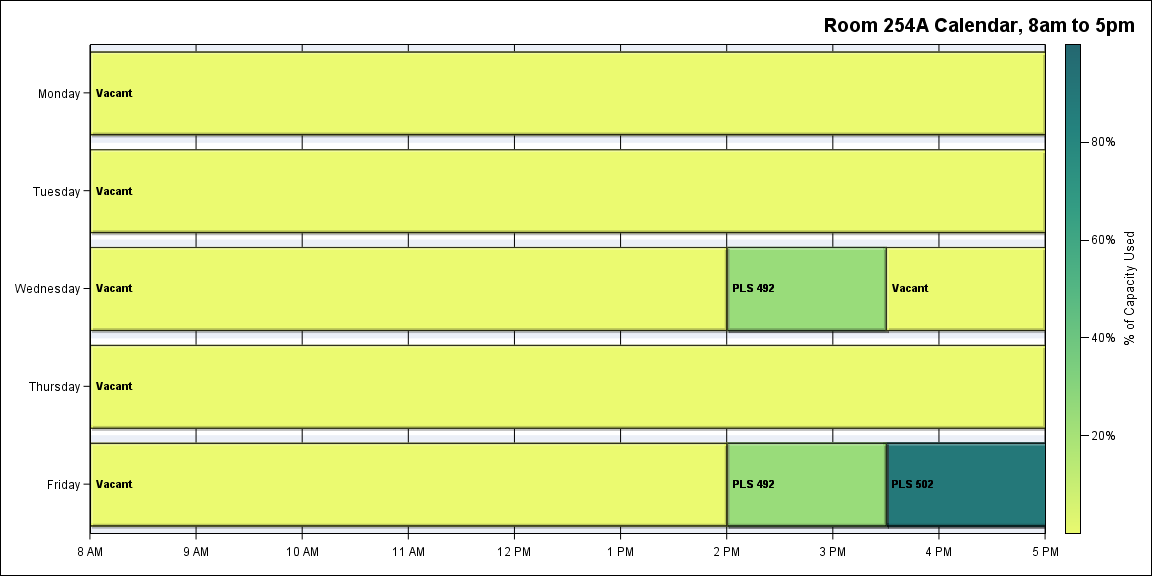 Room 254A Calendar, 8am to 5pm
Monday Vacant
Tuesday Vacant
Wednesday Vacant PLS 492 Vacant
Thursday Vacant
Friday Vacant PLS 492 PLS 502
8 AM 9 AM 10 AM 11 AM 12 PM 1 PM 2 PM 3 PM 4 PM 5 PM
80%
60%
40%
20%
% of Capacity Used